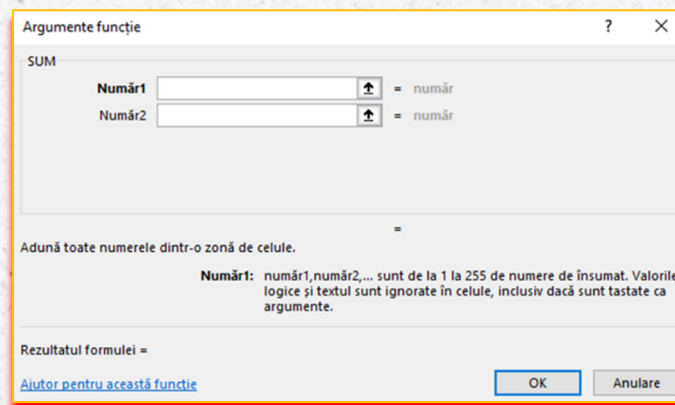 Argumente funcție ? ×
SUM
Număr1 = număr
Număr2 = număr
=
Adună toate numerele dintr-o zonă de celule.
Număr1: număr1,număr2,... sunt de la 1 la 255 de numere de însumat. Valorile
logice și textul sunt ignorate în celule, inclusiv dacă sunt tastate ca
argumente.
Rezultatul formulei =
Ajutor pentru această funcție OK Anulare